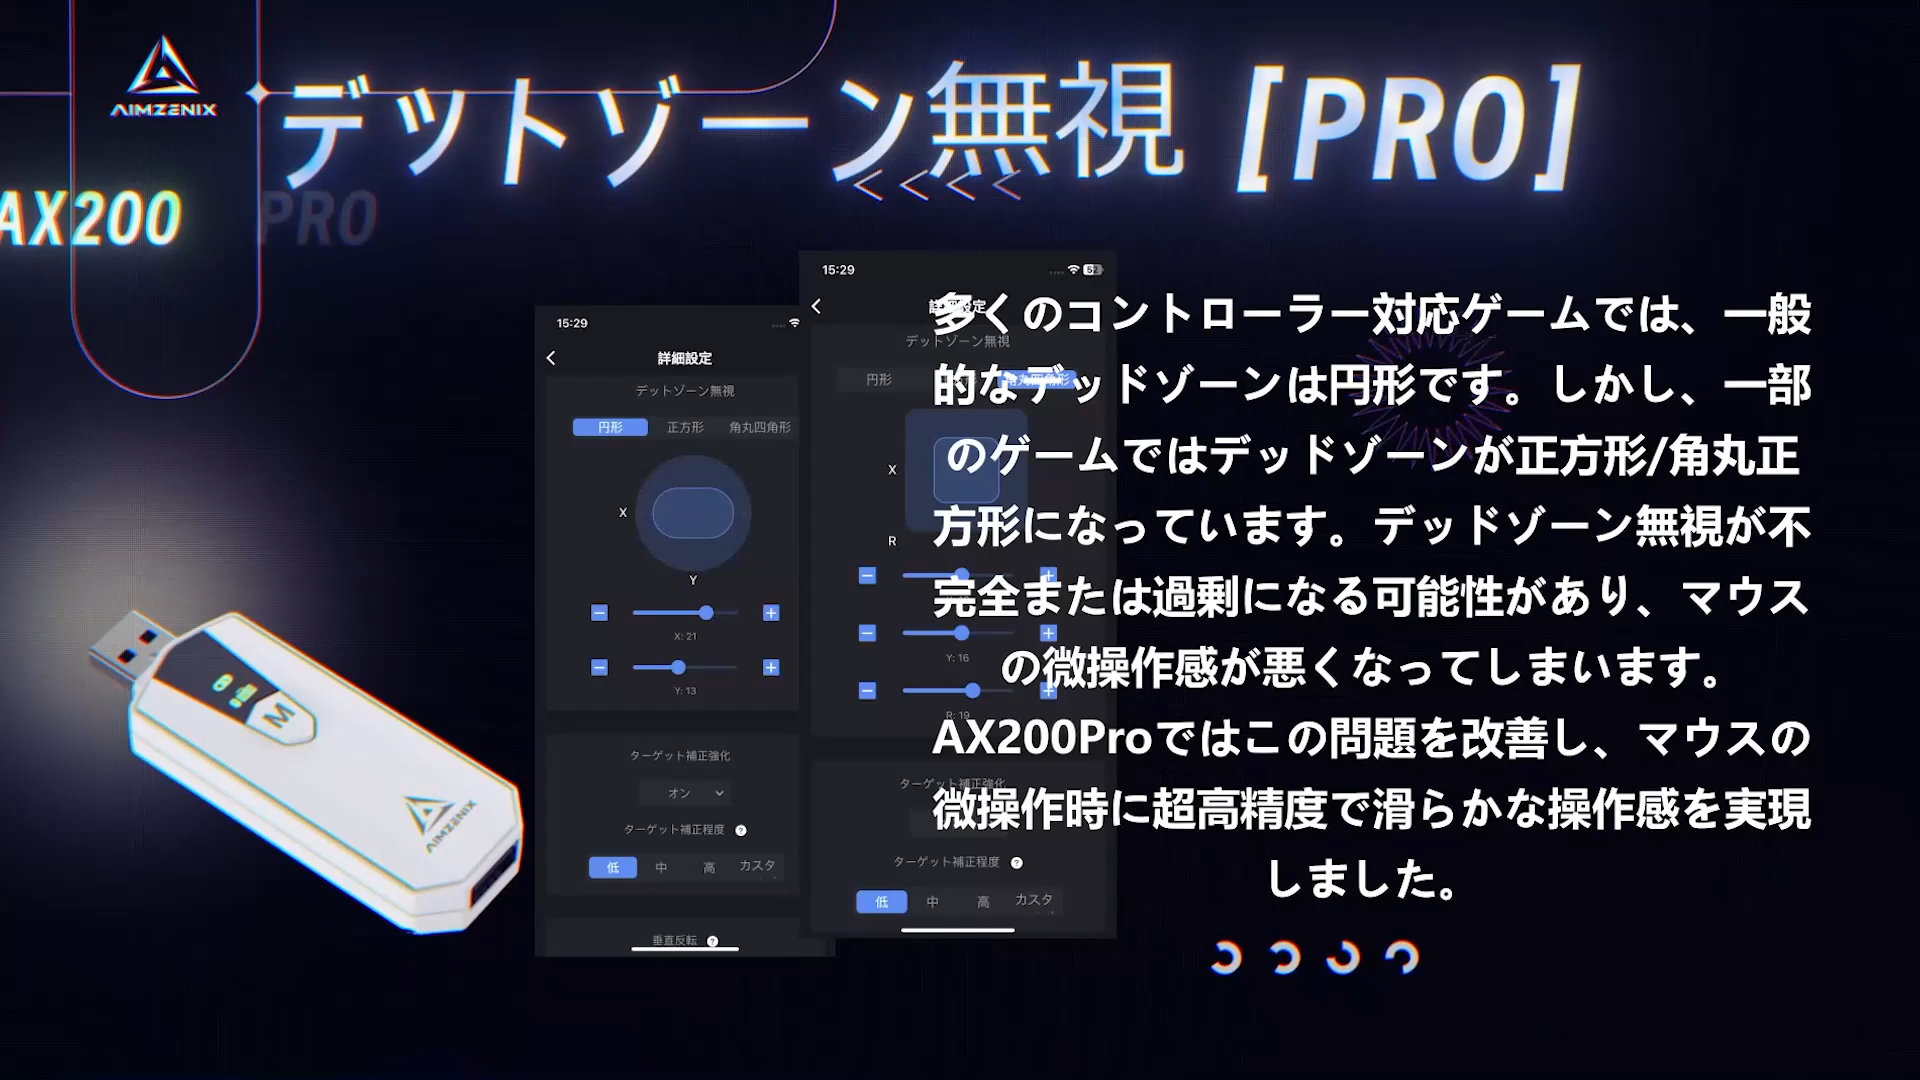 AIMZENIX
デットゾーン無視 [PRO]
AX200 PRO
15:29
詳細設定
デットゾーン無視
円形 正方形 角丸四角形
X
Y
X: 21
Y: 13
ターゲット補正強化
オン
ターゲット補正程度 ?
低 中 高 カスタ
垂直反転 ?
15:29 52
デットゾーン無視
円形
X
R
Y: 16
R: 19
ターゲット補正強化
ターゲット補正程度 ?
低 中 高 カスタ
多くのコントローラー対応ゲームでは、一般
的なデッドゾーンは円形です。しかし、一部
のゲームではデッドゾーンが正方形/角丸正
方形になっています。デッドゾーン無視が不
完全または過剰になる可能性があり、マウス
の微操作感が悪くなってしまいます。
AX200Proではこの問題を改善し、マウスの
微操作時に超高精度で滑らかな操作感を実現
しました。
M
AIMZENIX